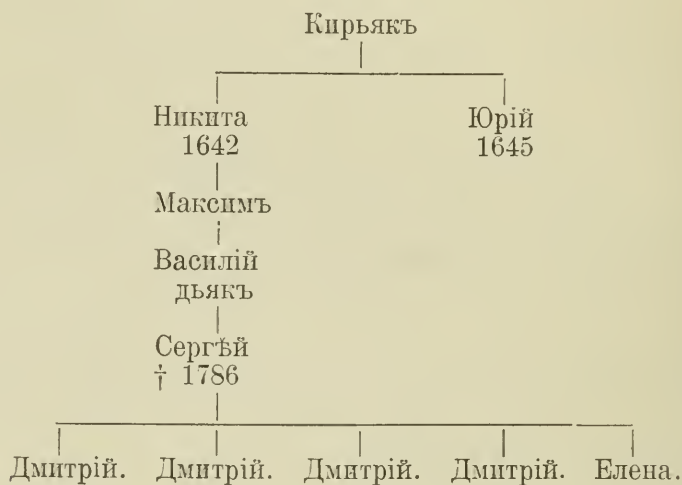 Кирьякъ
Никита Юрій
1642 1645
Максимъ
Василій
дьякъ
Сергѣй
† 1786
Дмитрій. Дмитрій. Дмитрій. Дмитрій. Елена.